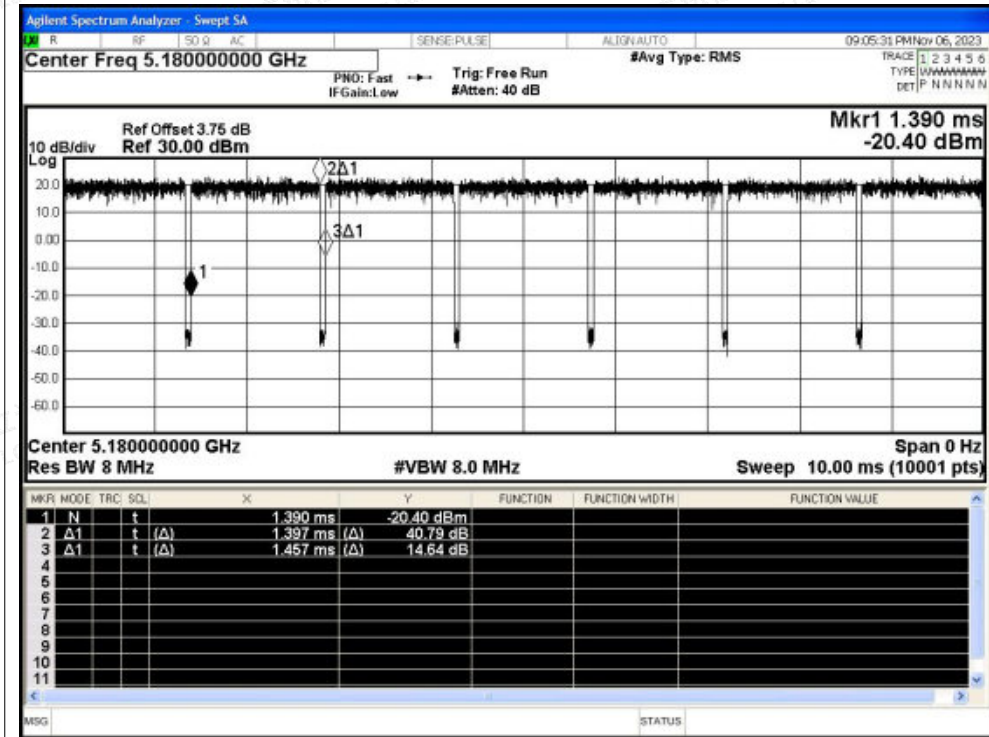 Agilent Spectrum Analyzer - Swept SA
R RF 50 Ω AC SENSE:PULSE ALIGNAUTO 09:05:31 PM Nov 06, 2023
Center Freq 5.180000000 GHz #Avg Type: RMS TRACE 1 2 3 4 5 6
PNO: Fast Trig: Free Run TYPE
IFGain:Low #Atten: 40 dB DET P N N N N N
Mkr1 1.390 ms
Ref Offset 3.75 dB
10 dB/div Ref 30.00 dBm -20.40 dBm
Log
2Δ1
20.0
10.0
3Δ1
0.00
-10.0
1
-20.0
-30.0
-40.0
-50.0
-60.0
Center 5.180000000 GHz Span 0 Hz
Res BW 8 MHz #VBW 8.0 MHz Sweep 10.00 ms (10001 pts)
MKR MODE TRC SCL X Y FUNCTION FUNCTION WIDTH FUNCTION VALUE
1 N t 1.390 ms -20.40 dBm
2 Δ1 t (Δ) 1.397 ms (Δ) 40.79 dB
3 Δ1 t (Δ) 1.457 ms (Δ) 14.64 dB
4
5
6
7
8
9
10
11
MSG STATUS